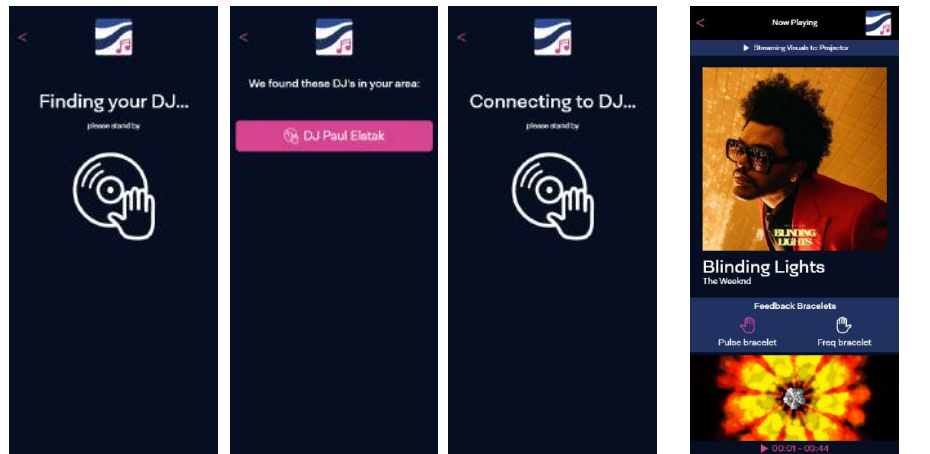 <
Finding your DJ...
please stand by
<
We found these DJ's in your area:
DJ Paul Elstak
<
Connecting to DJ...
please stand by
<
Now Playing
Streaming Visuals to: Projector
BLINDING
LIGHTS
Blinding Lights
The Weeknd
Feedback Bracelets
Pulse bracelet
Freq bracelet
00:01 - 03:44